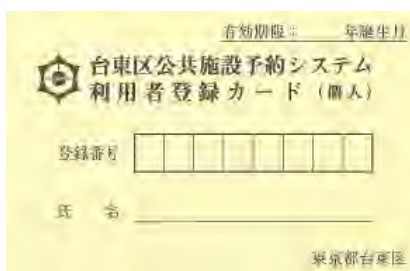 有効期限： 年誕生月
台東区公共施設予約システム
利用者登録カード（個人）
登録番号
氏 名
東京都台東区